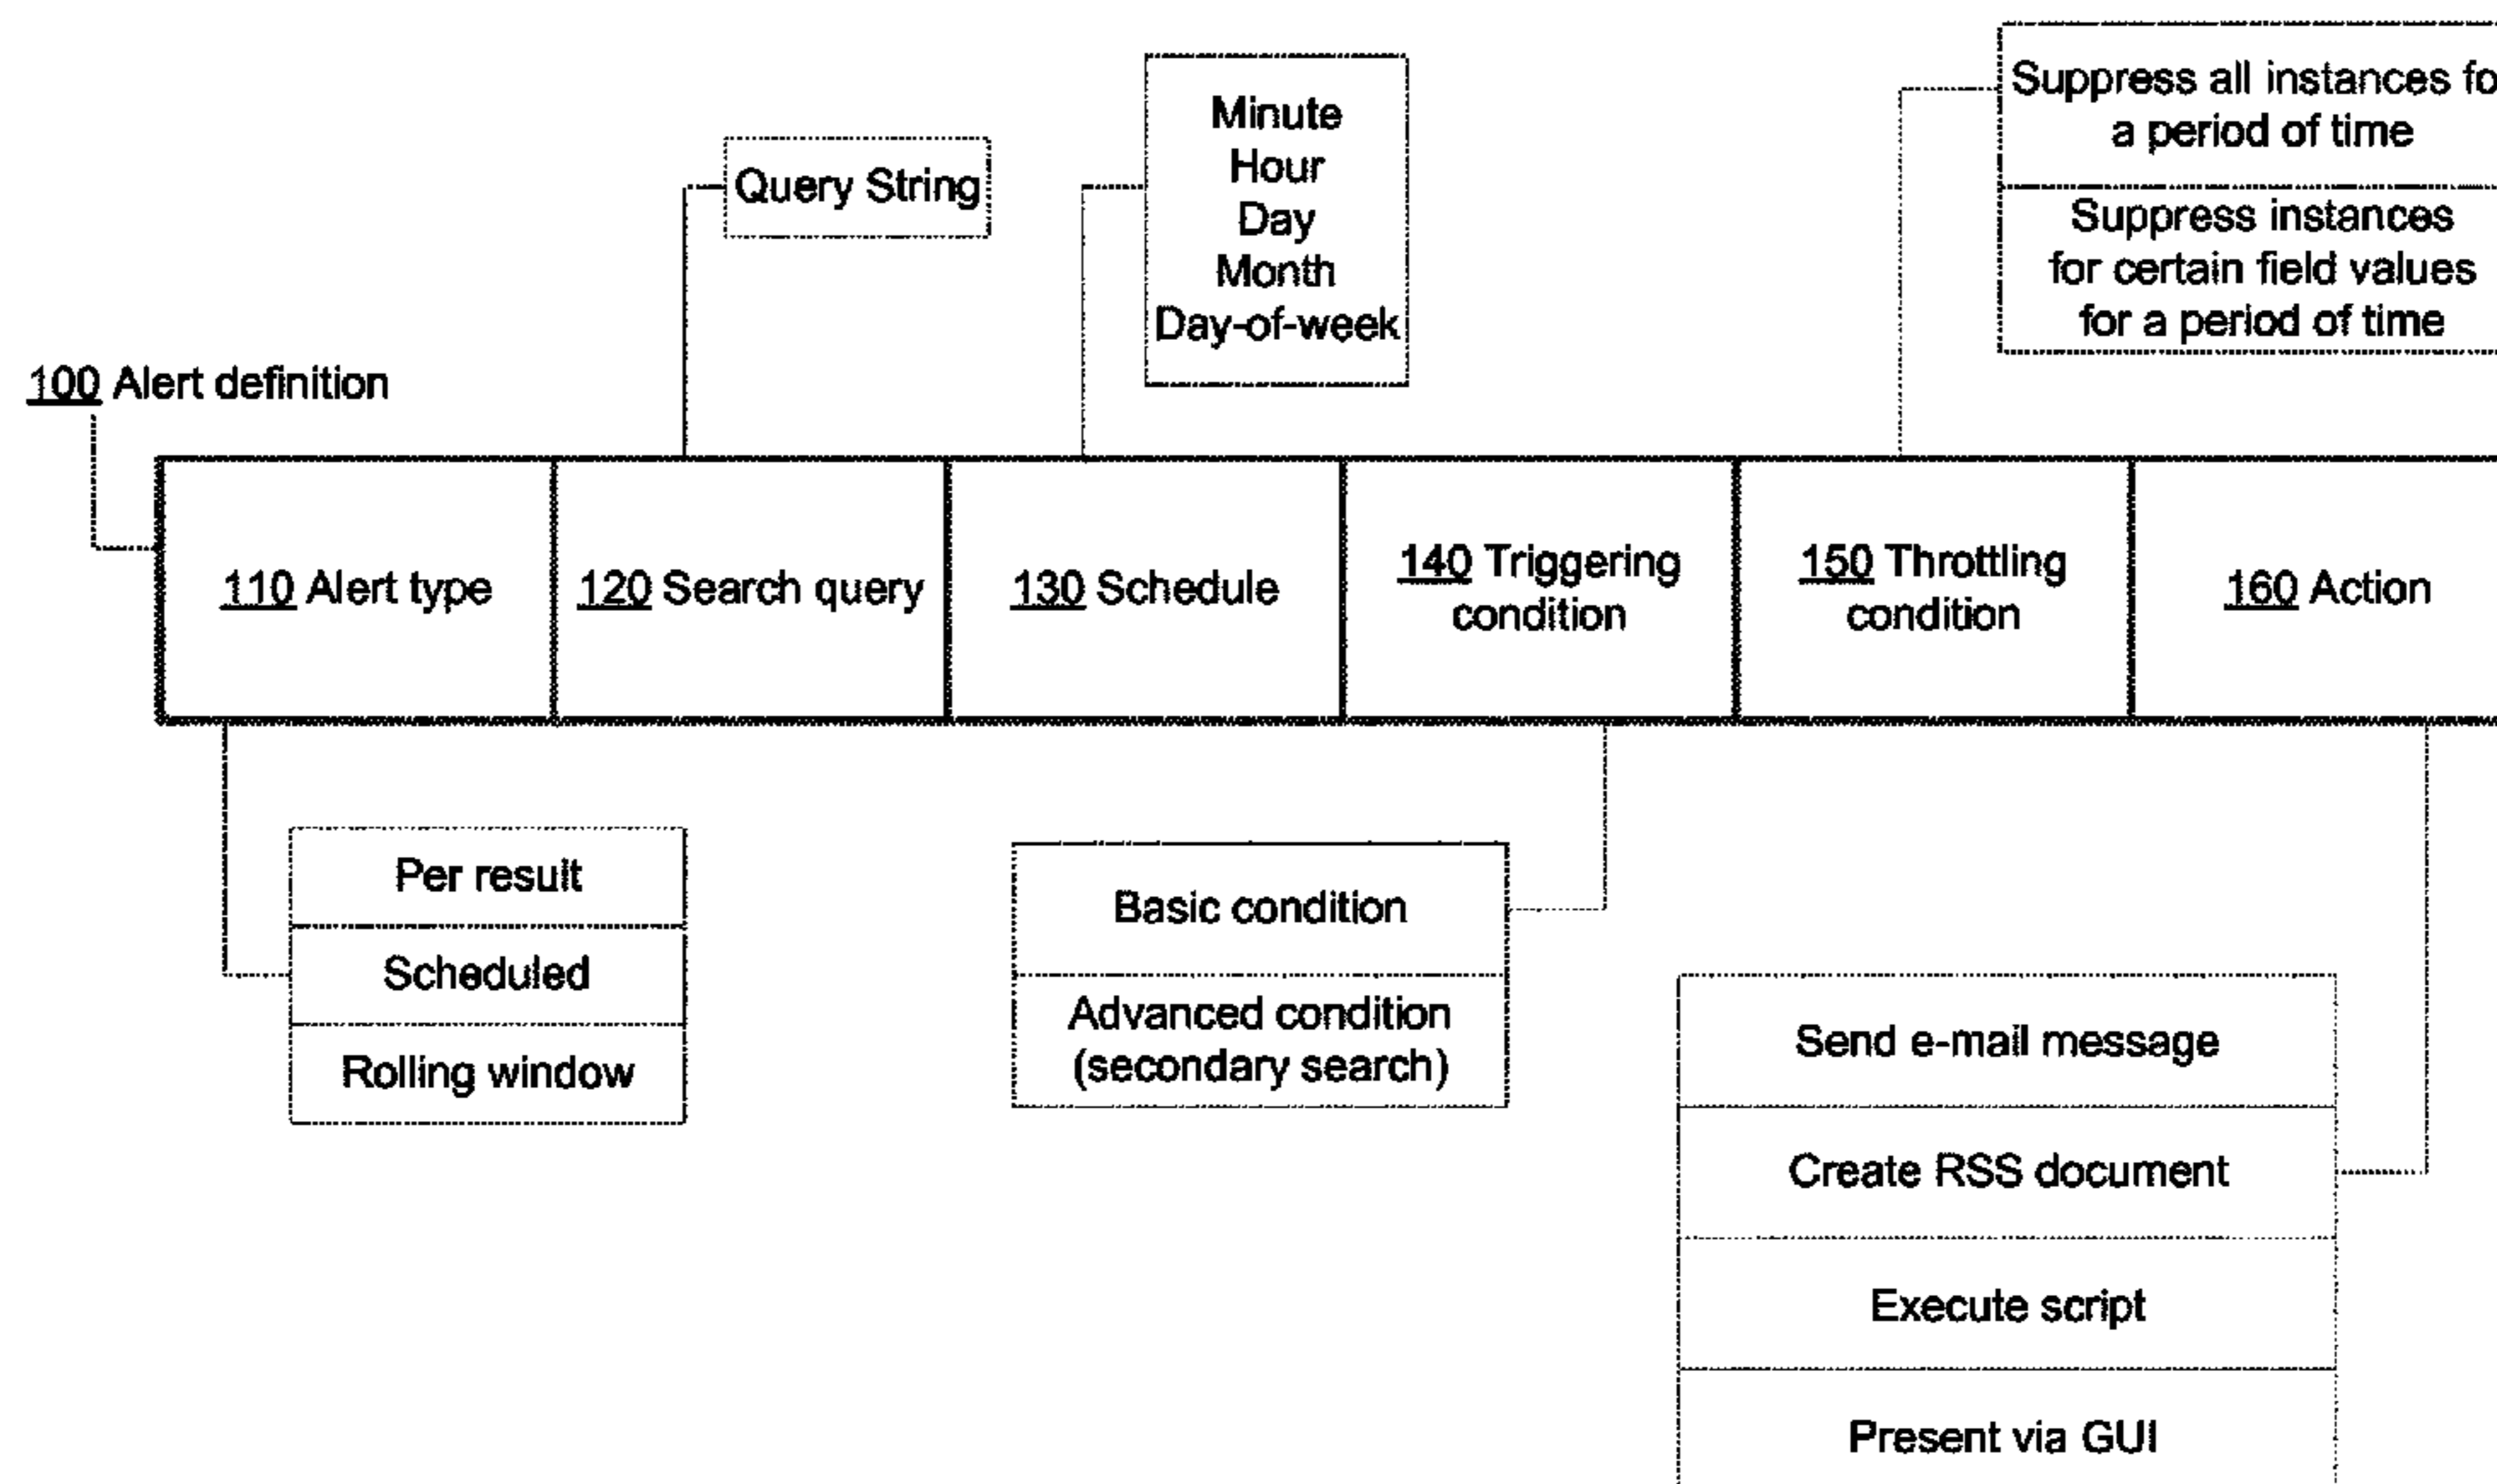 Suppress all instances fo
a period of time
Suppress instances
for certain field values
for a period of time
Minute
Hour
Day
Month
Day-of-week
Query String
100 Alert definition
110 Alert type
120 Search query
130 Schedule
140 Triggering
condition
150 Throttling
condition
160 Action
Per result
Scheduled
Rolling window
Basic condition
Advanced condition
(secondary search)
Send e-mail message
Create RSS document
Execute script
Present via GUI